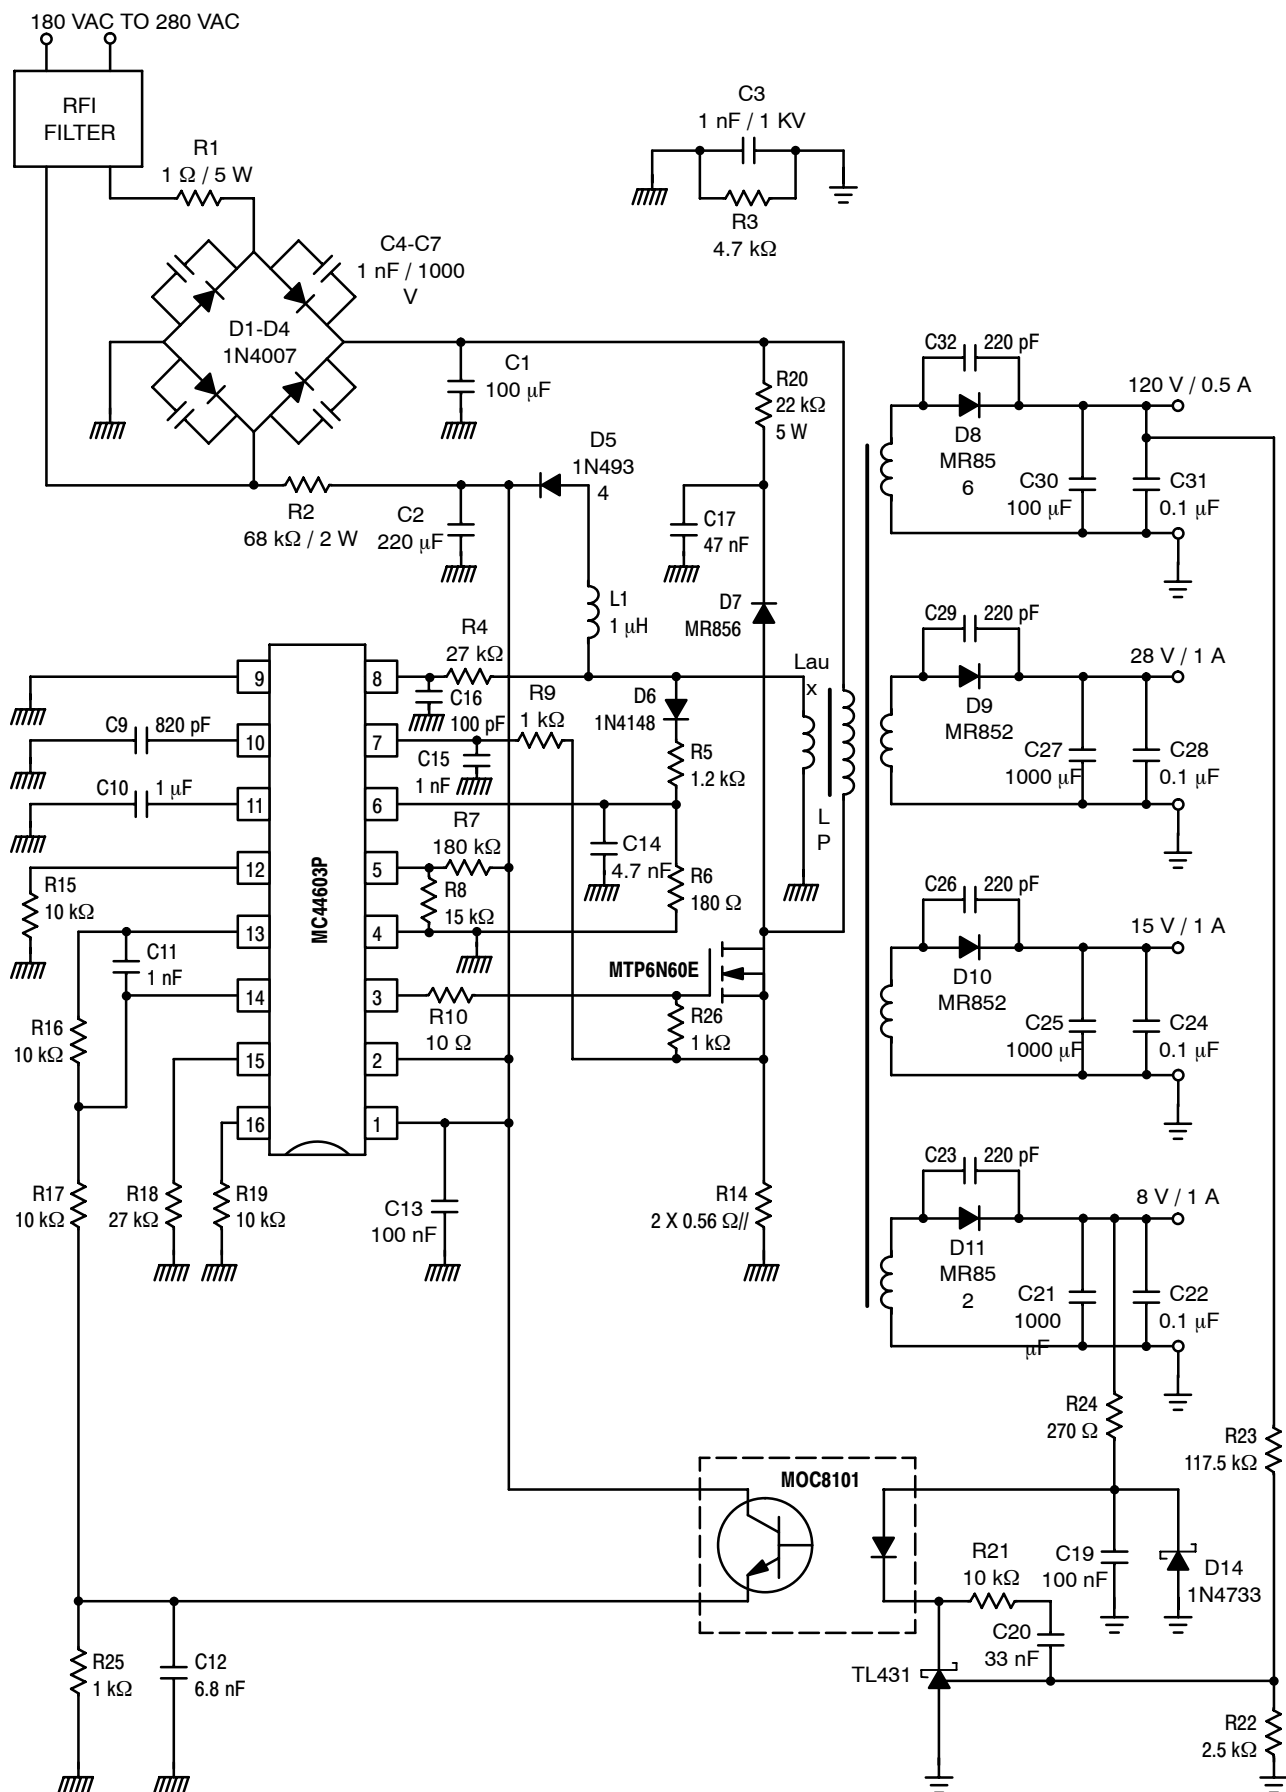 180 VAC TO 280 VAC
RFI
FILTER
R1
1 Ω / 5 W
C3
1 nF / 1 KV
R3
4.7 kΩ
C4-C7
1 nF / 1000
V
D1-D4
1N4007
C1
100 µF
R20
22 kΩ
5 W
C32 220 pF
120 V / 0.5 A
D8
MR85
6
C30
100 µF
C31
0.1 µF
D5
1N493
4
R2
68 kΩ / 2 W
C2
220 µF
C17
47 nF
L1
1 µH
D7
MR856
C29 220 pF
28 V / 1 A
D9
MR852
C27
1000 µF
C28
0.1 µF
R4
27 kΩ
C16
100 pF
R9
1 kΩ
D6
1N4148
Lau
x
9
8
C9 820 pF
10
7
C15
1 nF
R5
1.2 kΩ
C10 1 µF
11
6
R7
180 kΩ
C14
4.7 nF
L
P
MC44603P
12
5
R15
10 kΩ
R8
15 kΩ
R6
180 Ω
C26 220 pF
15 V / 1 A
D10
MR852
C25
1000 µF
C24
0.1 µF
13
4
C11
1 nF
MTP6N60E
14
3
R16
10 kΩ
R10
10 Ω
R26
1 kΩ
15
2
16
1
R17
10 kΩ
R18
27 kΩ
R19
10 kΩ
C13
100 nF
R14
2 X 0.56 Ω//
C23 220 pF
8 V / 1 A
D11
MR85
2
C21
1000
µF
C22
0.1 µF
R24
270 Ω
R23
117.5 kΩ
MOC8101
R21
10 kΩ
C19
100 nF
D14
1N4733
C20
33 nF
TL431
R25
1 kΩ
C12
6.8 nF
R22
2.5 kΩ